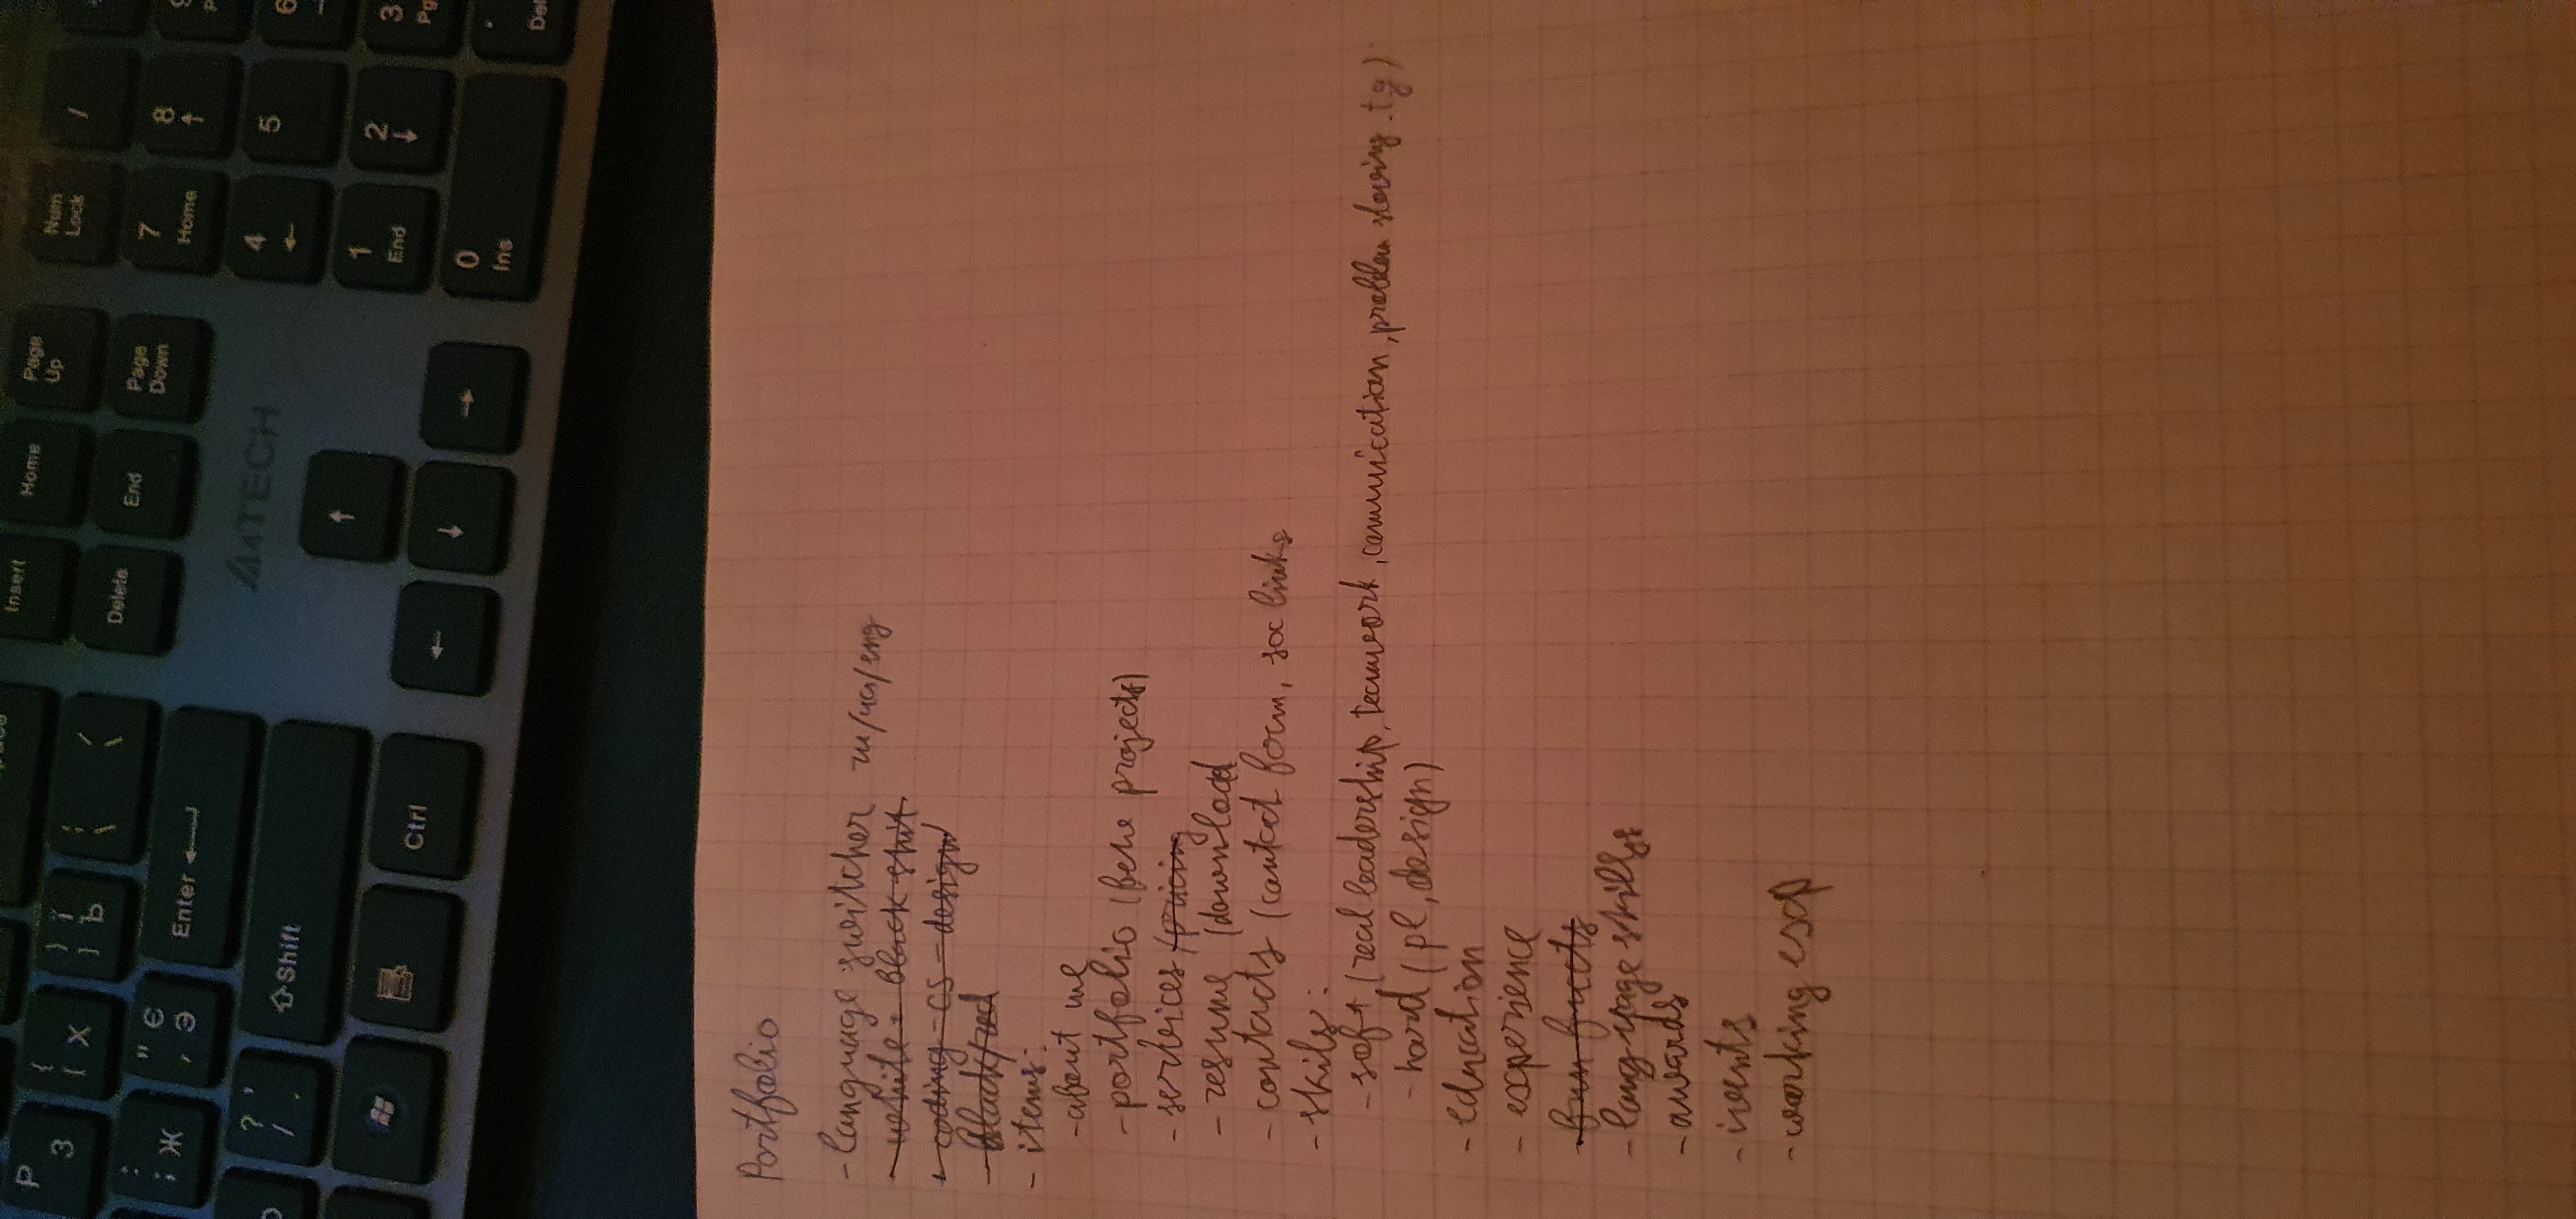 Space
Insert
Home
Page Up
Num Lock
/
P З
{ [ Х
} ] Ї Ъ
¦ \ / \
Delete
End
Page Down
7 Home
8 ↑
: ; Ж
" ' Є Э
Enter
A4TECH
4 ←
5
6
? / , .
Shift
↑
1 End
2 ↓
3 Pg
Ctrl
← ↓ →
0 Ins
. Del
Portfolio
- language switcher ru/ua/eng
- white - black shit
- coding - cs - design
- black/red
- items:
- about me
- portfolio (behe projects)
- services /pricing
- resume (download
- contacts (contact form, soc links
- skils:
- soft (real leadership, teamwork, communication, problem sloving, tg)
- hard (pl, design)
- education
- experience
- fun facts
- language skills
- awards
- ivents
- working exp